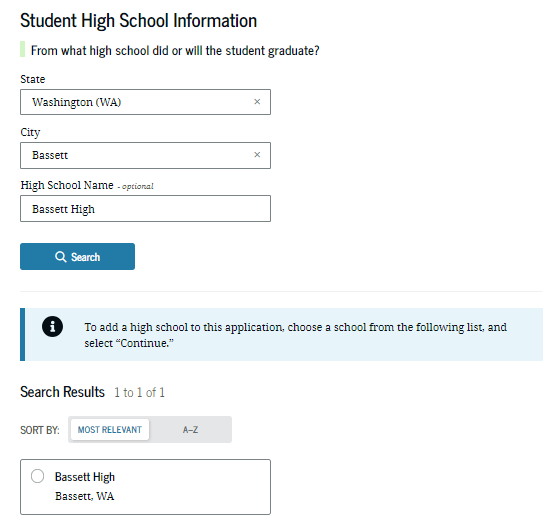 Student High School Information
From what high school did or will the student graduate?
State
Washington (WA)
City
Bassett
High School Name - optional
Bassett High
Search
To add a high school to this application, choose a school from the following list, and
select “Continue.”
Search Results 1 to 1 of 1
SORT BY: MOST RELEVANT A–Z
Bassett High
Bassett, WA